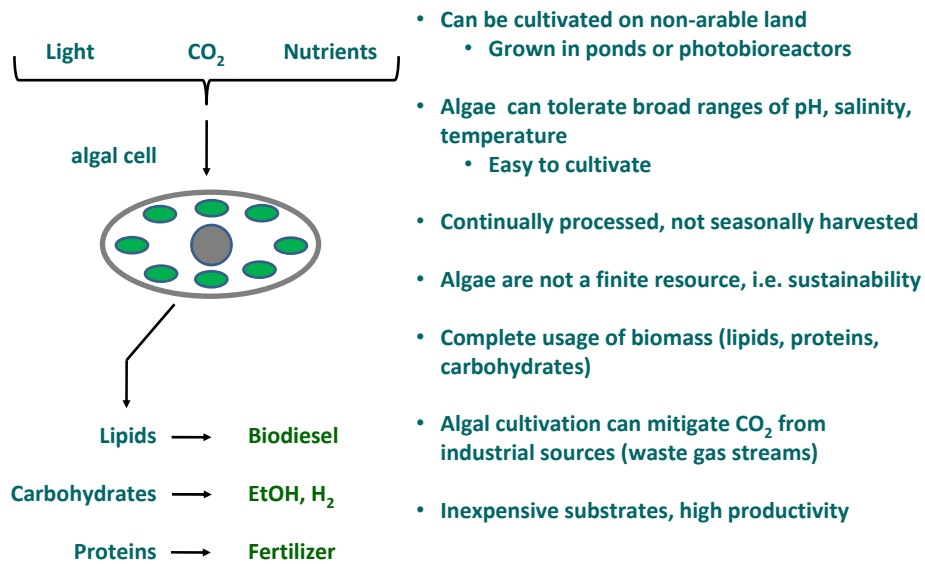 Light CO₂ Nutrients
algal cell
Lipids → Biodiesel
Carbohydrates → EtOH, H₂
Proteins → Fertilizer
• Can be cultivated on non-arable land
• Grown in ponds or photobioreactors
• Algae can tolerate broad ranges of pH, salinity,
temperature
• Easy to cultivate
• Continually processed, not seasonally harvested
• Algae are not a finite resource, i.e. sustainability
• Complete usage of biomass (lipids, proteins,
carbohydrates)
• Algal cultivation can mitigate CO₂ from
industrial sources (waste gas streams)
• Inexpensive substrates, high productivity